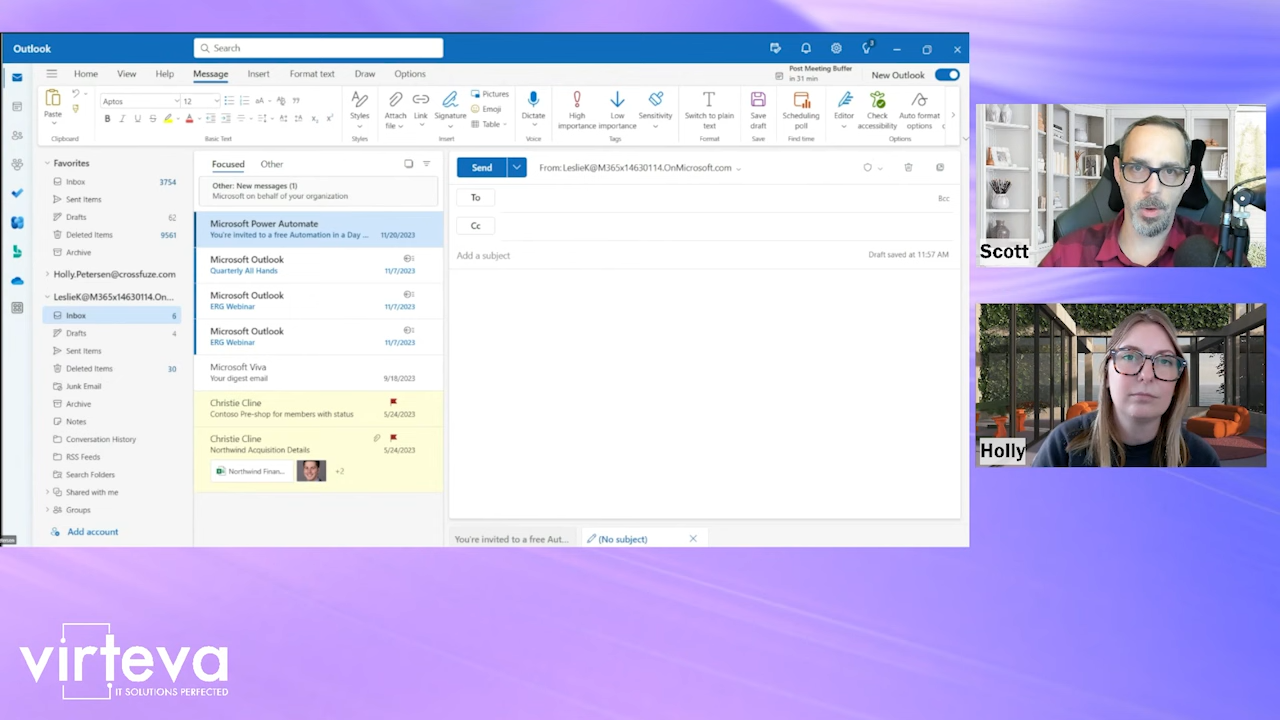 Outlook
Search
3
Home View Help Message Insert Format text Draw Options
Post Meeting Buffer
in 31 min
New Outlook
Paste
Clipboard
Aptos 12
B I U S A
Basic Text
Styles
Styles
Attach file
Link
Signature
Pictures
Emoji
Table
Insert
Dictate
Voice
High importance
Low importance
Sensitivity
Tags
Switch to plain text
Format
Save draft
Save
Scheduling poll
Find time
Editor
Check accessibility
Auto format options
Options
Favorites
Inbox 3754
Sent Items
Drafts 62
Deleted Items 9561
Archive
Holly.Petersen@crossfuze.com
LeslieK@M365x14630114.On...
Inbox 6
Drafts 4
Sent Items
Deleted Items 30
Junk Email
Archive
Notes
Conversation History
RSS Feeds
Search Folders
Shared with me
Groups
Add account
Focused Other
Other: New messages (1)
Microsoft on behalf of your organization
Microsoft Power Automate
You're invited to a free Automation in a Day ... 11/20/2023
Microsoft Outlook
Quarterly All Hands 11/7/2023
Microsoft Outlook
ERG Webinar 11/7/2023
Microsoft Outlook
ERG Webinar 11/7/2023
Microsoft Viva
Your digest email 9/18/2023
Christie Cline
Contoso Pre-shop for members with status 5/24/2023
Christie Cline
Northwind Acquisition Details 5/24/2023
Northwind Finan... +2
Send From: LeslieK@M365x14630114.OnMicrosoft.com
To Bcc
Cc
Add a subject Draft saved at 11:57 AM
You're invited to a free Aut... (No subject)
Scott
Holly
virteva
IT SOLUTIONS PERFECTED